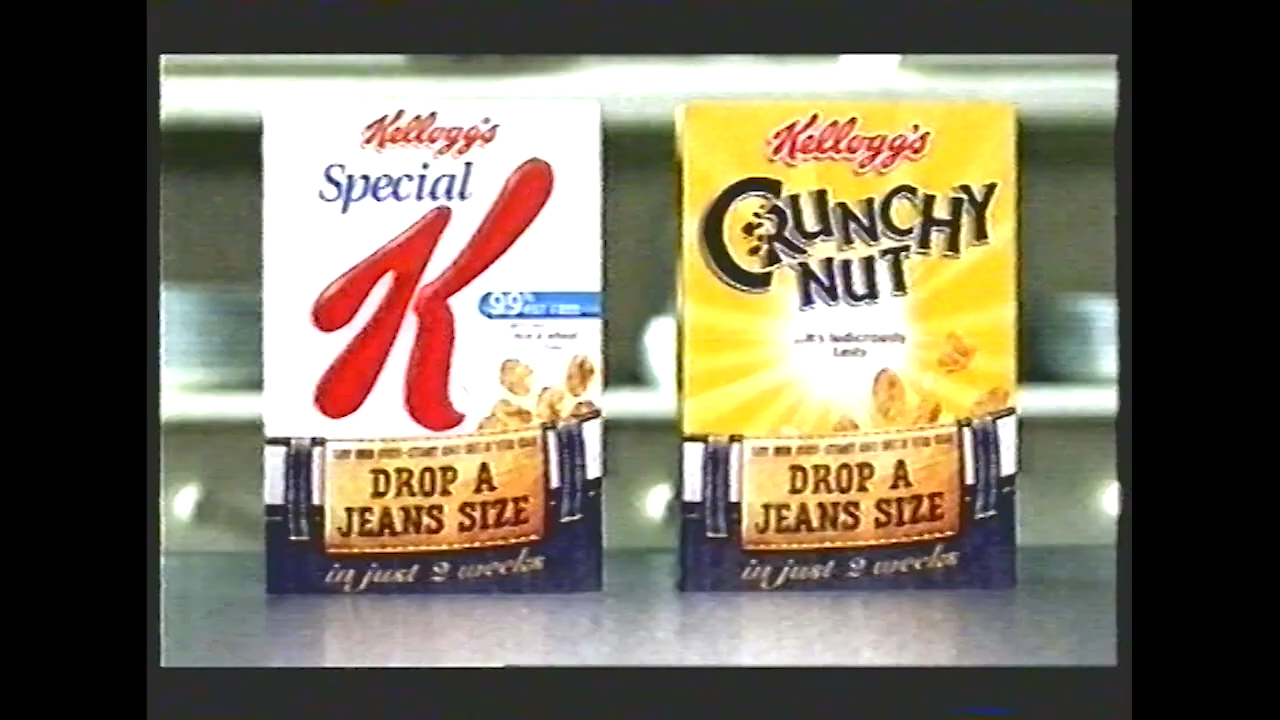 Kellogg's
Special
K
99%
DROP A
JEANS SIZE
in just 2 weeks
Kellogg's
CRUNCHY
NUT
...it's ludicrously
tasty
DROP A
JEANS SIZE
in just 2 weeks